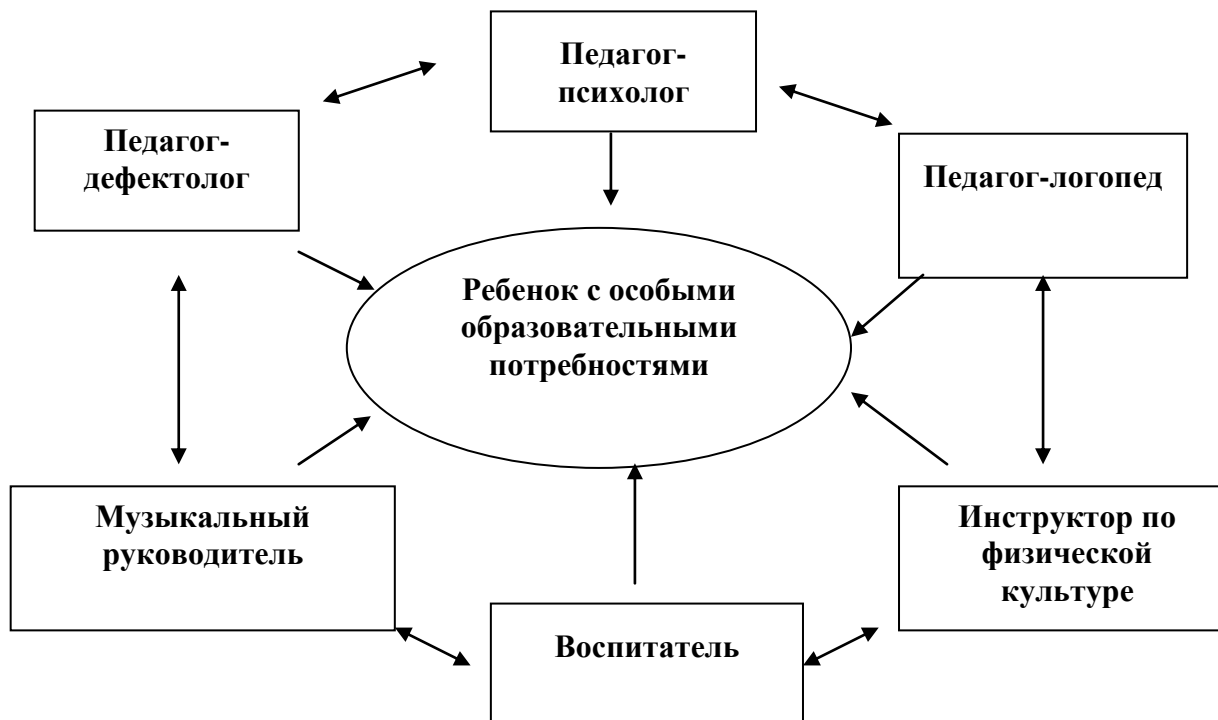 Педагог-
психолог
Педагог-
дефектолог
Педагог-логопед
Ребенок с особыми
образовательными
потребностями
Музыкальный
руководитель
Инструктор по
физической
культуре
Воспитатель